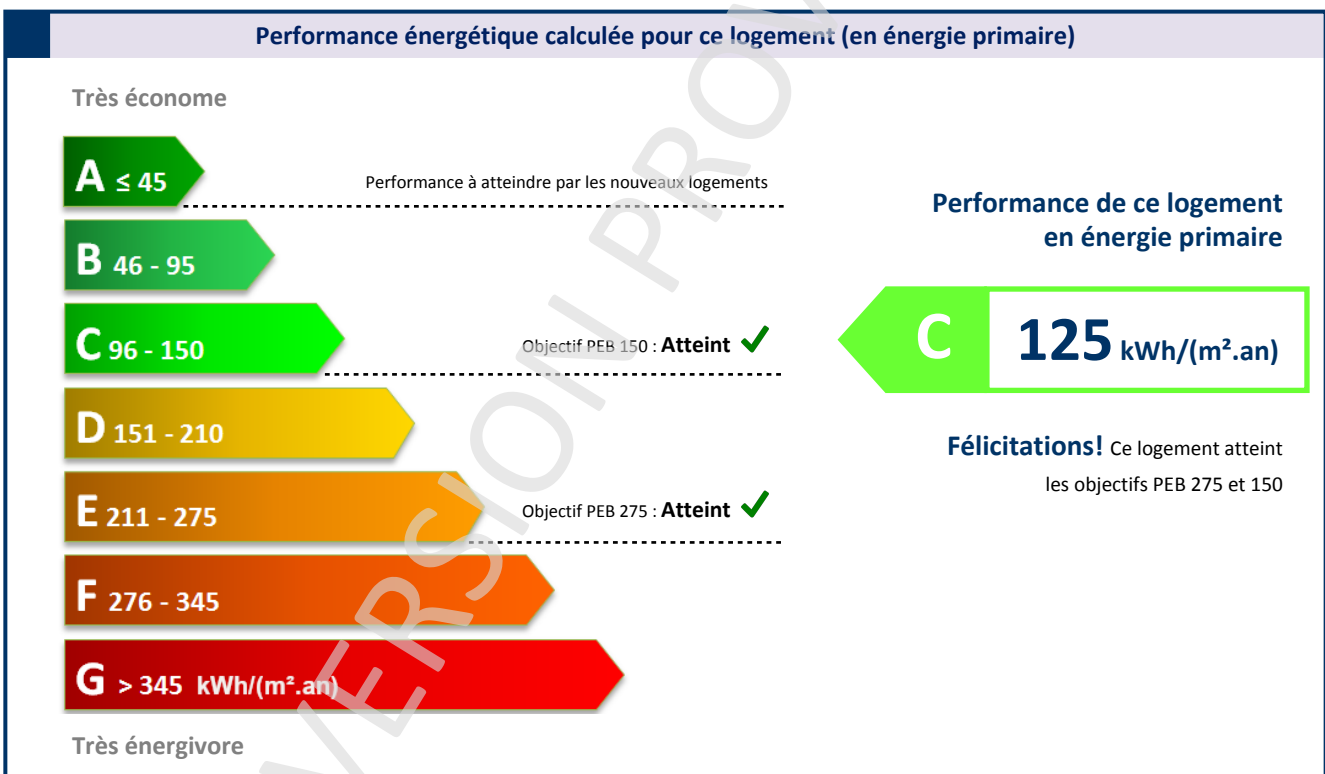 Performance énergétique calculée pour ce logement (en énergie primaire)
Très économe
A ≤ 45
Performance à atteindre par les nouveaux logements
B 46 - 95
C 96 - 150
Objectif PEB 150 : Atteint
D 151 - 210
E 211 - 275
Objectif PEB 275 : Atteint
F 276 - 345
G > 345 kWh/(m².an)
Très énergivore
Performance de ce logement
en énergie primaire
C 125 kWh/(m².an)
Félicitations! Ce logement atteint
les objectifs PEB 275 et 150
VERSION PROV